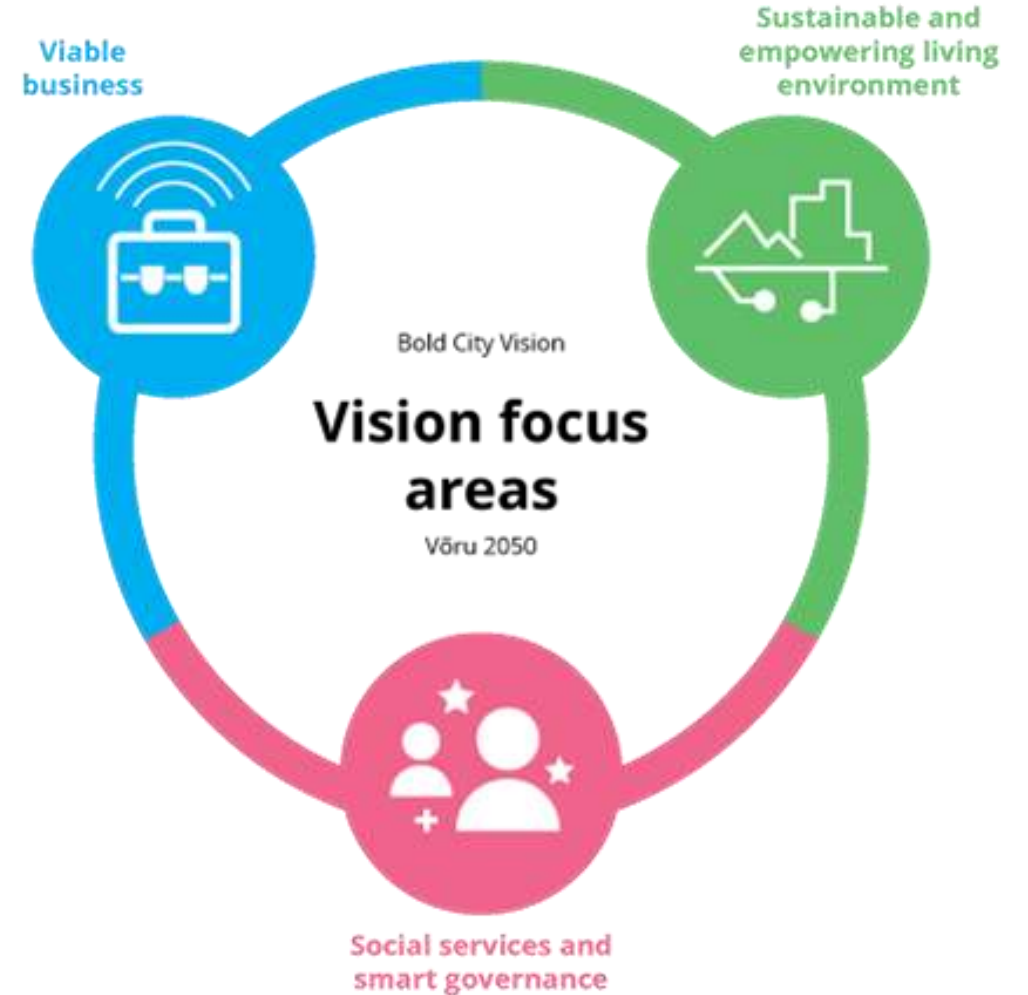 Viable
business
Sustainable and
empowering living
environment
Bold City Vision
Vision focus
areas
Võru 2050
Social services and
smart governance